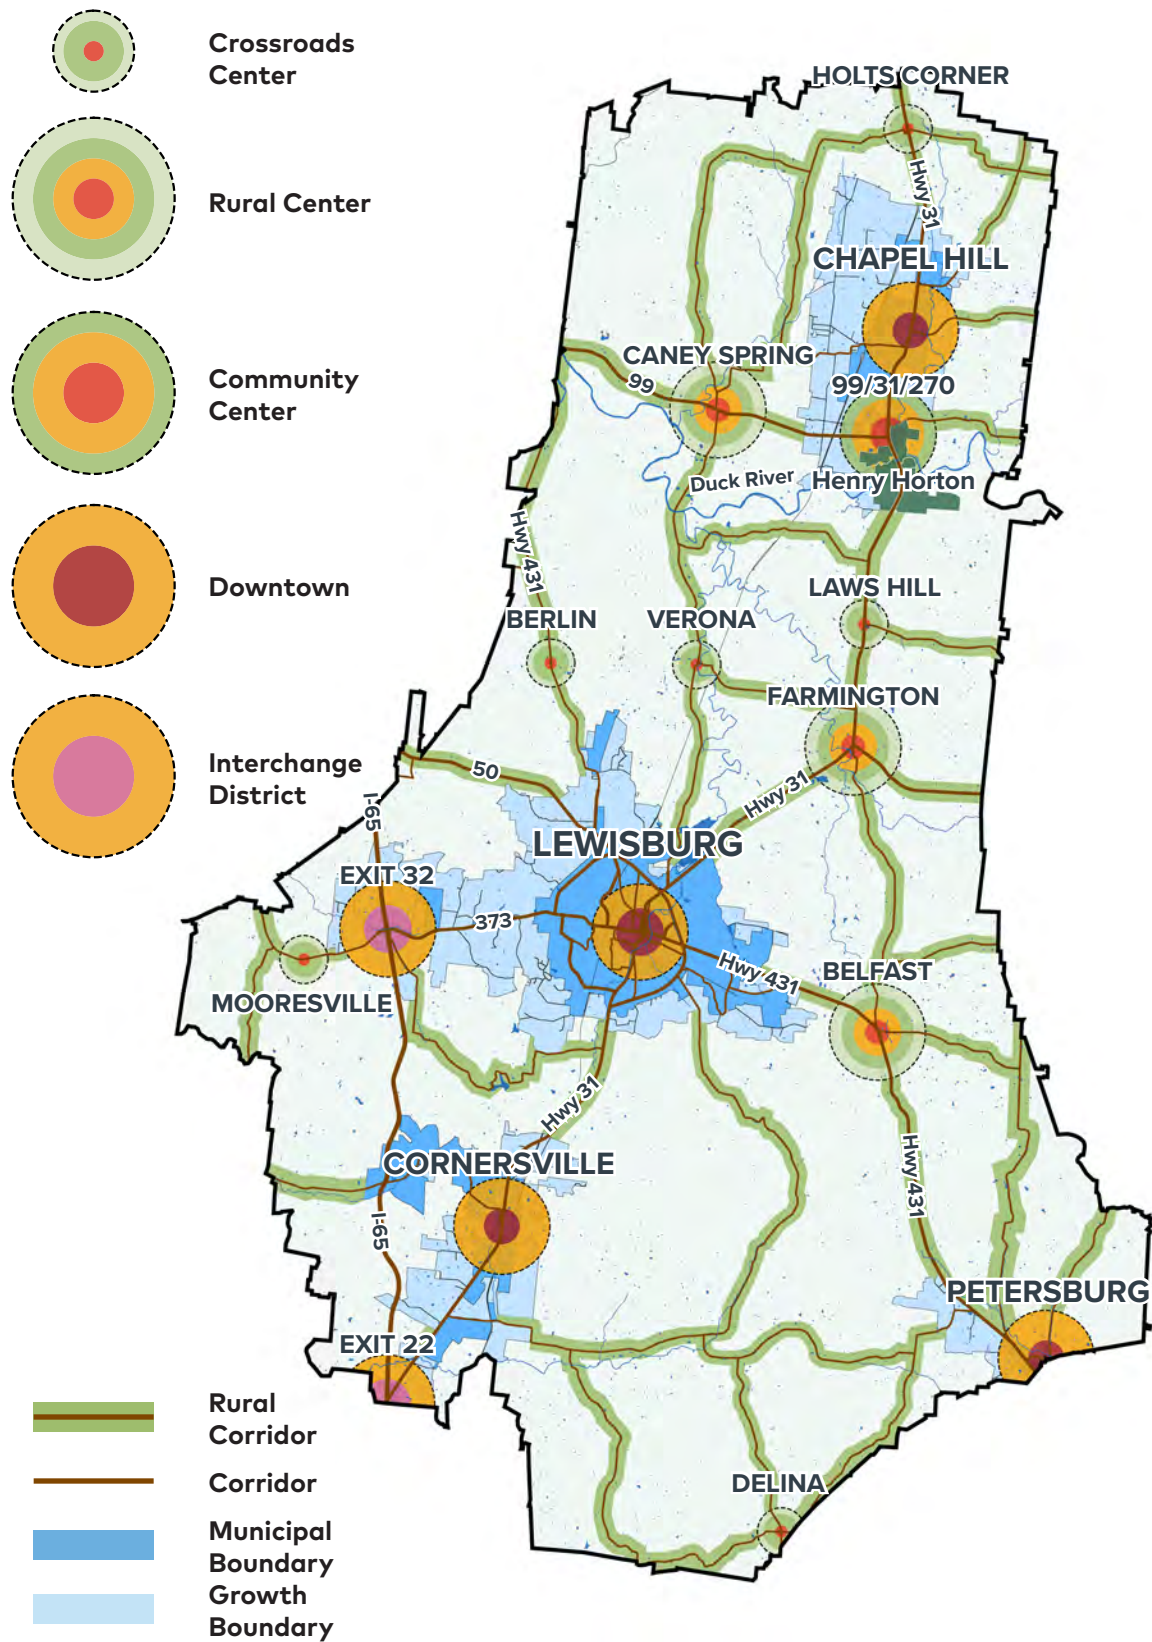 Crossroads
Center
Rural Center
Community
Center
Downtown
Interchange
District
HOLTS CORNER
Hwy 31
CHAPEL HILL
CANEY SPRING
99
99/31/270
Duck River
Henry Horton
Hwy 431
LAWS HILL
BERLIN
VERONA
FARMINGTON
50
Hwy 31
I-65
LEWISBURG
EXIT 32
373
Hwy 431
BELFAST
MOORESVILLE
Hwy 31
CORNERSVILLE
Hwy 431
I-65
PETERSBURG
EXIT 22
DELINA
Rural
Corridor
Corridor
Municipal
Boundary
Growth
Boundary